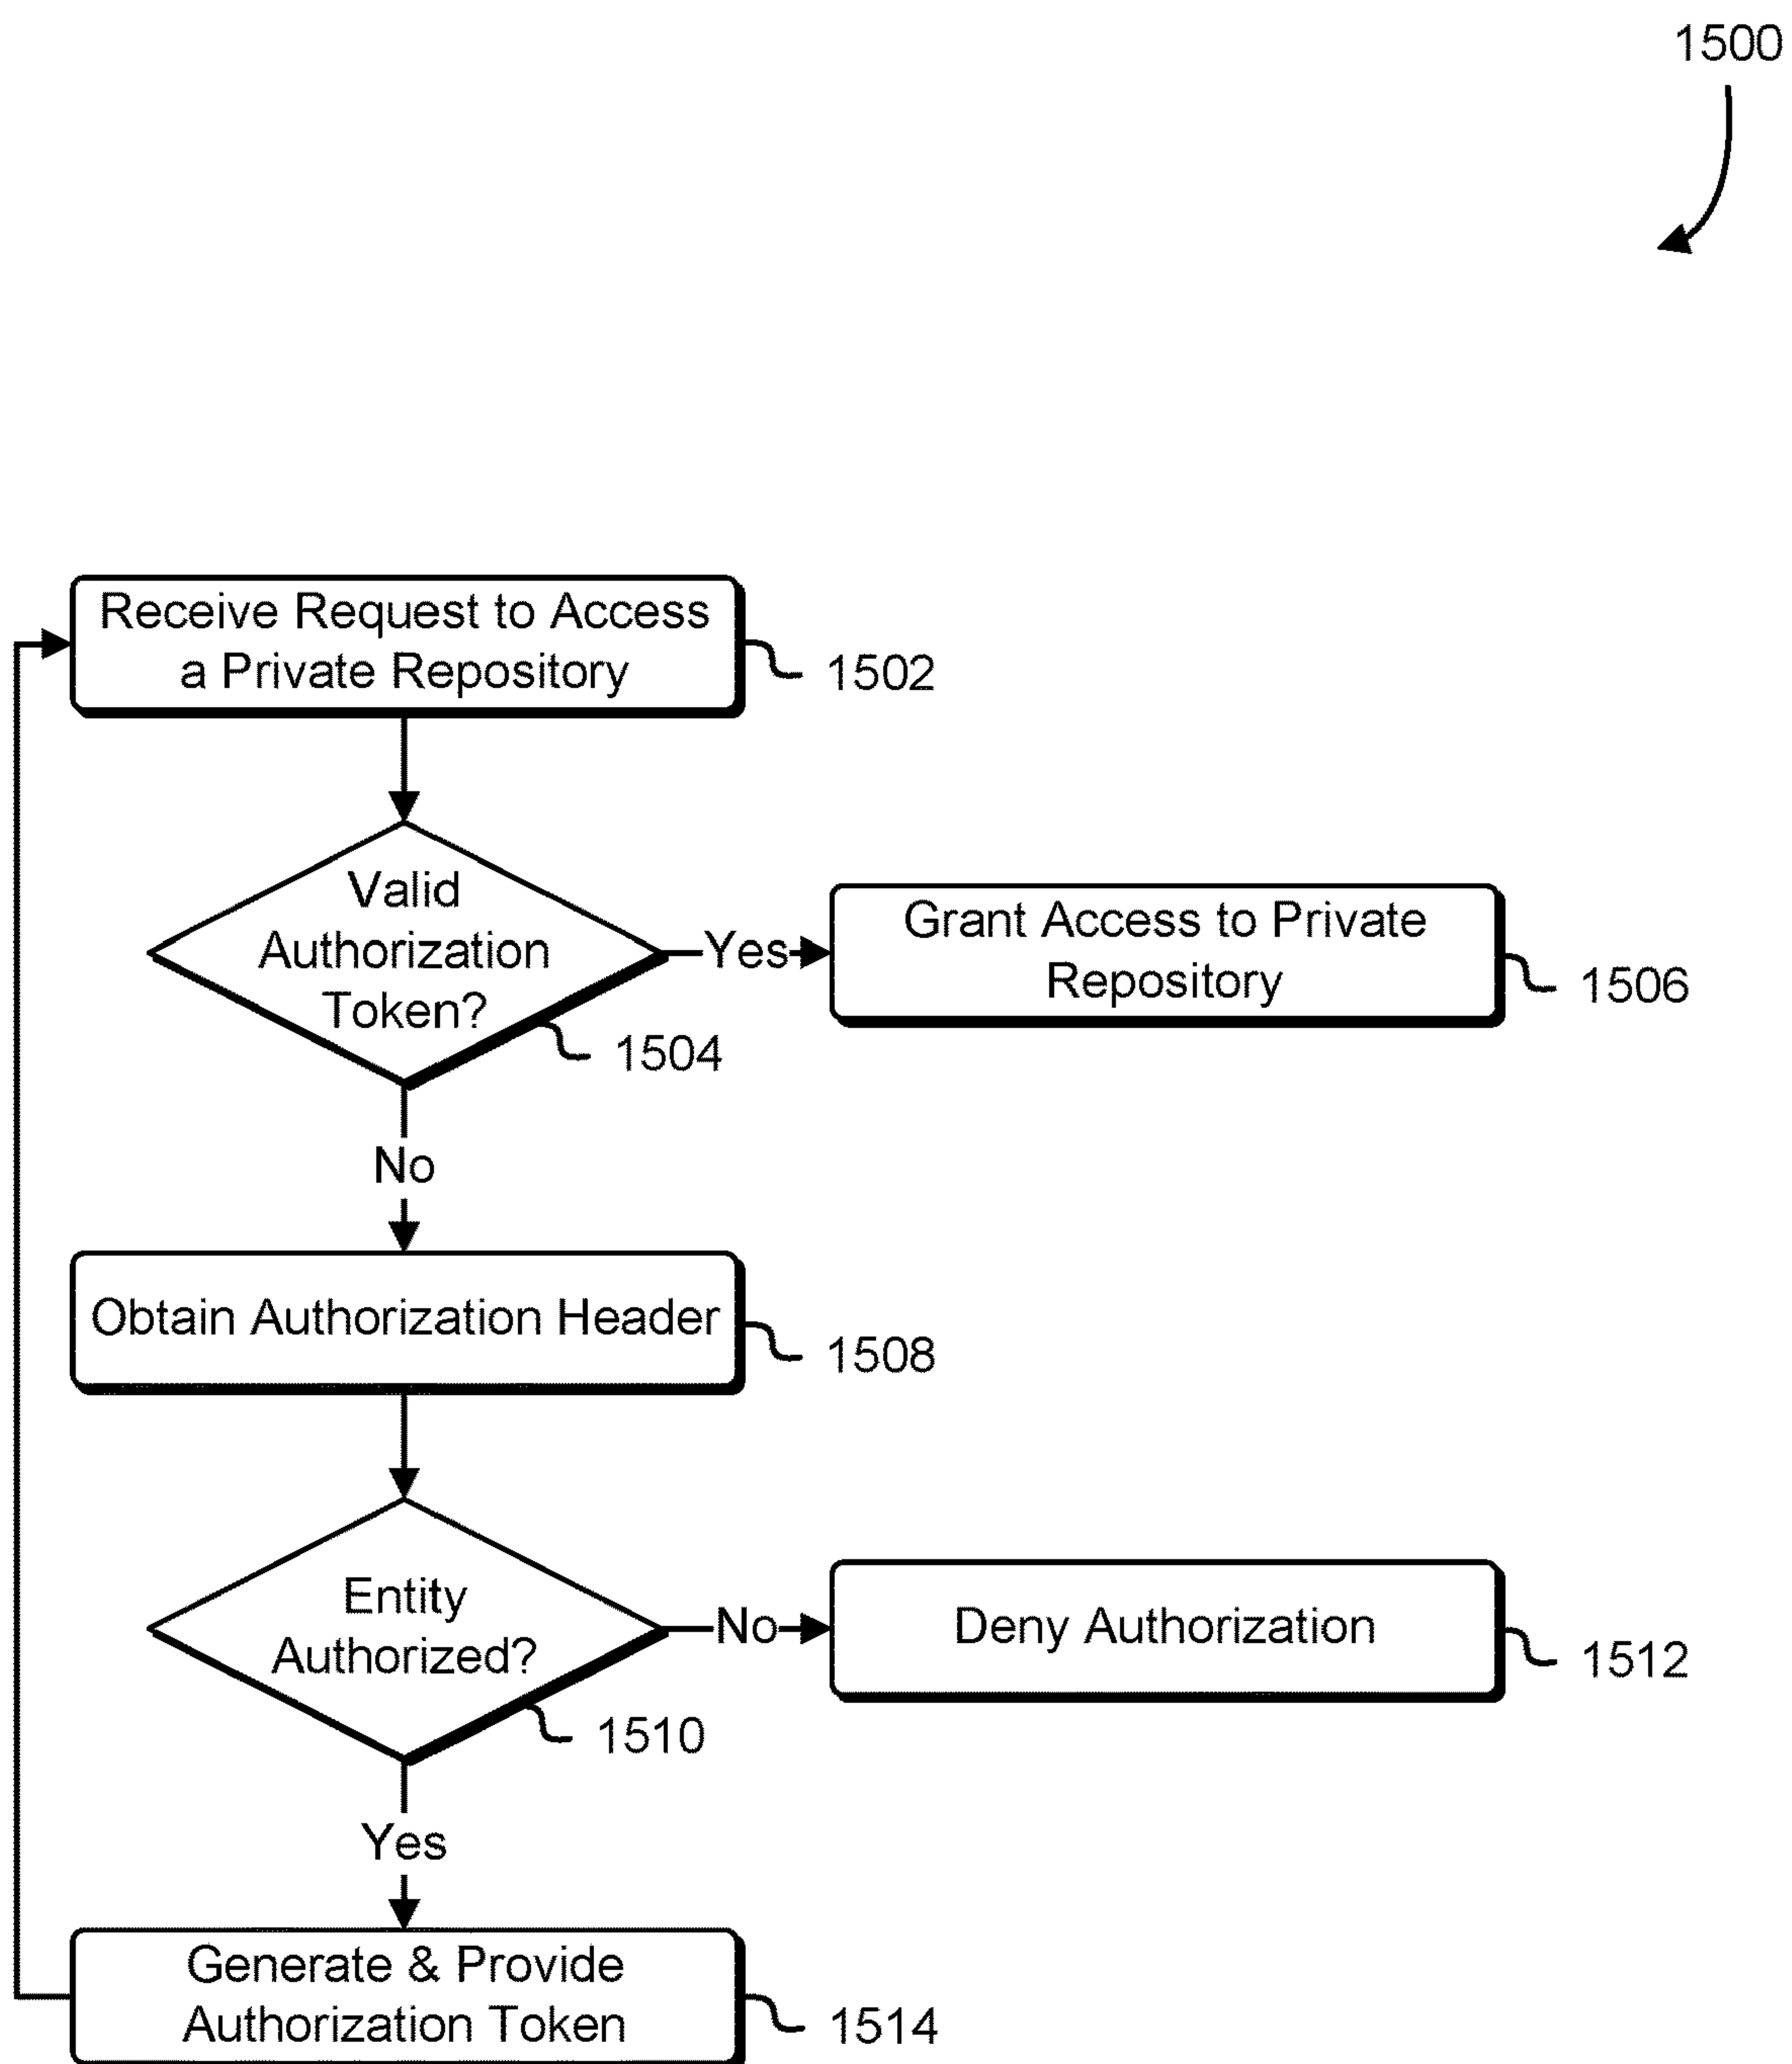 1500
Receive Request to Access
a Private Repository
1502
Valid
Authorization
Token?
1504
Yes
Grant Access to Private
Repository
1506
No
Obtain Authorization Header
1508
Entity
Authorized?
1510
No
Deny Authorization
1512
Yes
Generate & Provide
Authorization Token
1514